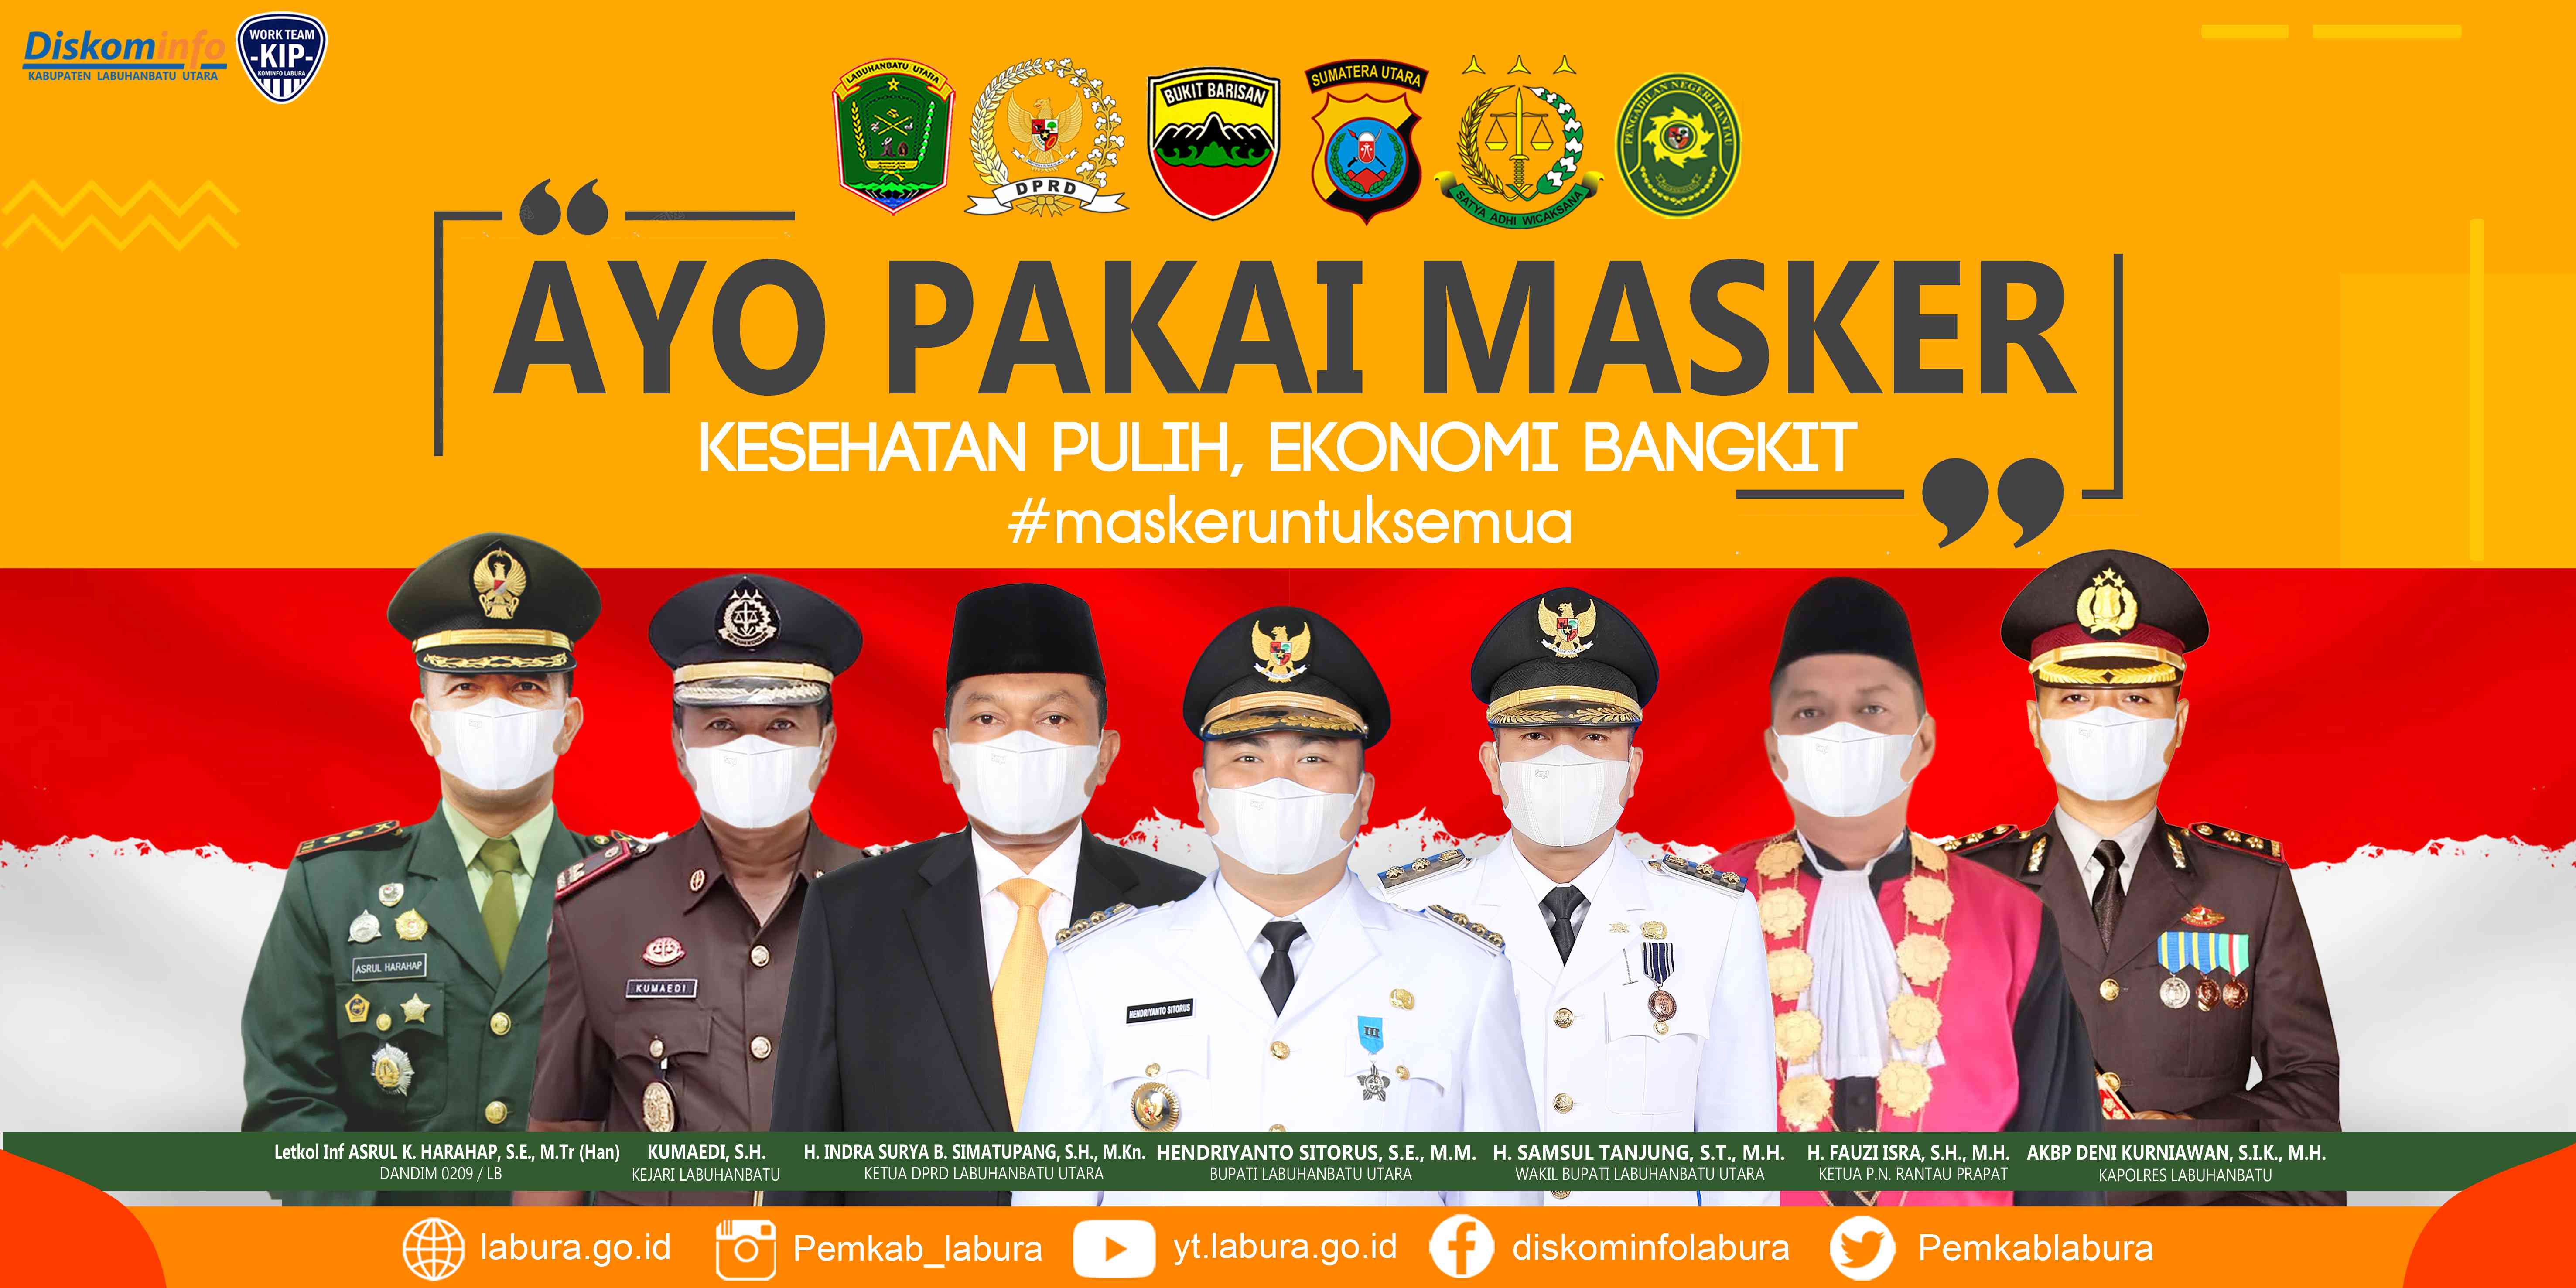 Diskominfo
KABUPATEN LABUHANBATU UTARA
WORK TEAM
-KIP-
KOMINFO LABURA
LABUHANBATU UTARA
DPRD
BUKIT BARISAN
SUMATERA UTARA
SATYA ADHI WICAKSANA
PENGADILAN NEGERI RANTAU
AYO PAKAI MASKER
KESEHATAN PULIH, EKONOMI BANGKIT
#maskeruntuksemua
ASRUL HARAHAP
KUMAEDI
HENDRIYANTO SITORUS
Letkol Inf ASRUL K. HARAHAP, S.E., M.Tr (Han)
DANDIM 0209 / LB
KUMAEDI, S.H.
KEJARI LABUHANBATU
H. INDRA SURYA B. SIMATUPANG, S.H., M.Kn.
KETUA DPRD LABUHANBATU UTARA
HENDRIYANTO SITORUS, S.E., M.M.
BUPATI LABUHANBATU UTARA
H. SAMSUL TANJUNG, S.T., M.H.
WAKIL BUPATI LABUHANBATU UTARA
H. FAUZI ISRA, S.H., M.H.
KETUA P.N. RANTAU PRAPAT
AKBP DENI KURNIAWAN, S.I.K., M.H.
KAPOLRES LABUHANBATU
labura.go.id
Pemkab_labura
yt.labura.go.id
diskominfolabura
Pemkablabura